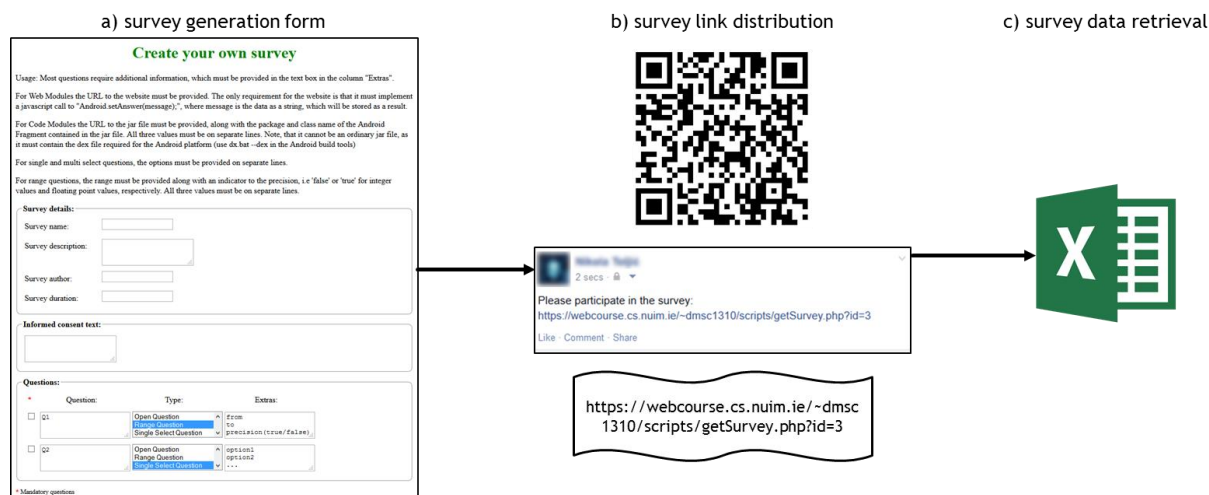 a) survey generation form
Create your own survey
Usage: Most questions require additional information, which must be provided in the text box in the column "Extras".
For Web Modules the URL to the website must be provided. The only requirement for the website is that it must implement
a javascript call to "Android.setAnswer(message);", where message is the data as a string, which will be stored as a result.
For Code Modules the URL to the jar file must be provided, along with the package and class name of the Android
Fragment contained in the jar file. All three values must be on separate lines. Note, that it cannot be an ordinary jar file, as
it must contain the dex file required for the Android platform (use dx.bat --dex in the Android build tools)
For single and multi select questions, the options must be provided on separate lines.
For range questions, the range must be provided along with an indicator to the precision, i.e 'false' or 'true' for integer
values and floating point values, respectively. All three values must be on separate lines.
Survey details:
Survey name:
Survey description:
Survey author:
Survey duration:
Informed consent text:
Questions:
* Question: Type: Extras:
Q1
Open Question
Range Question
Single Select Question
from
to
precision(true/false)
Q2
Open Question
Range Question
Single Select Question
option1
option2
...
* Mandatory questions
b) survey link distribution
2 secs
Please participate in the survey:
https://webcourse.cs.nuim.ie/~dmsc1310/scripts/getSurvey.php?id=3
Like · Comment · Share
https://webcourse.cs.nuim.ie/~dmsc
1310/scripts/getSurvey.php?id=3
c) survey data retrieval
X